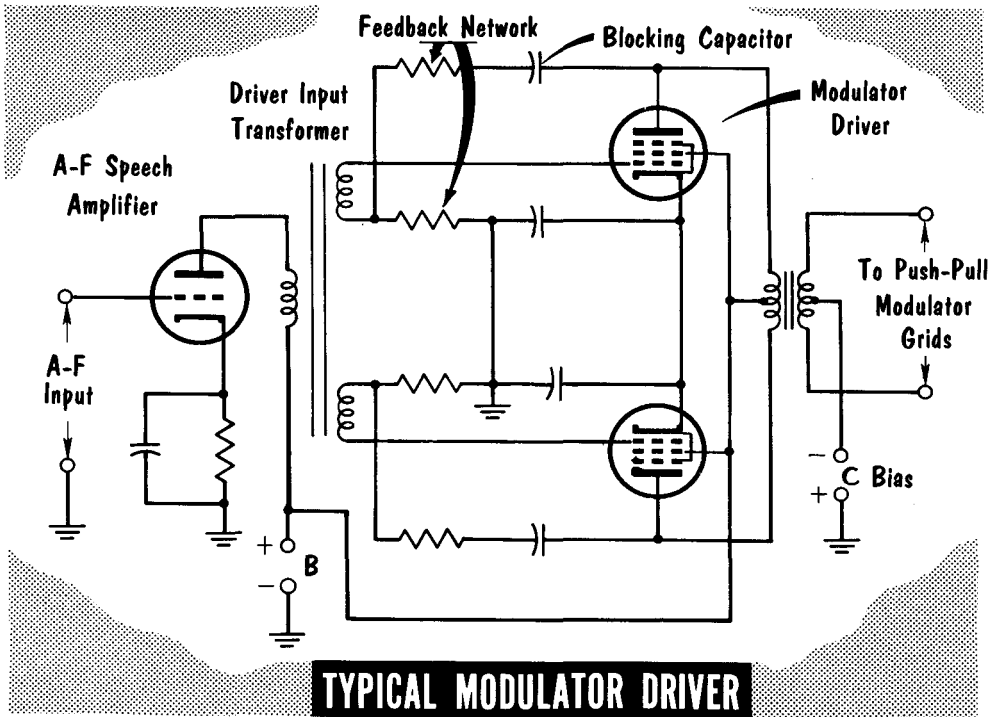 Feedback Network
Blocking Capacitor
Driver Input
Transformer
Modulator
Driver
A-F Speech
Amplifier
To Push-Pull
Modulator
Grids
A-F
Input
C Bias
-
+
+
B
-
TYPICAL MODULATOR DRIVER